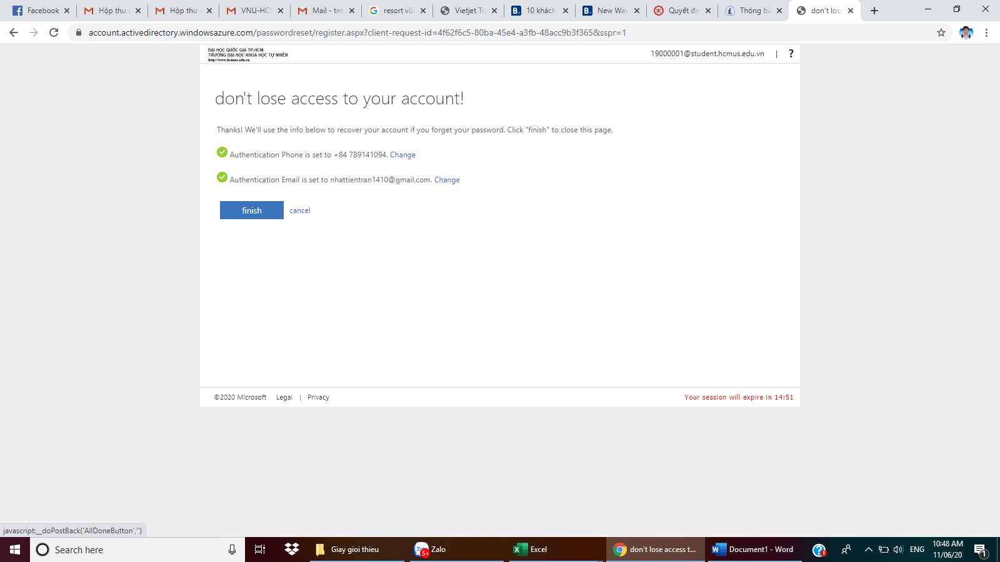 Facebook
Hộp thư
Hộp thư
VNU-HCM
Mail - tnt
resort vũn
Vietjet Tra
10 khách
New Wav
Quyết địn
Thông bá
don't lose
account.activedirectory.windowsazure.com/passwordreset/register.aspx?client-request-id=4f62f6c5-80ba-45e4-a3fb-48acc9b3f365&sspr=1
ĐẠI HỌC QUỐC GIA TP.HCM
TRƯỜNG ĐẠI HỌC KHOA HỌC TỰ NHIÊN
http://www.hcmus.edu.vn
19000001@student.hcmus.edu.vn | ?
don't lose access to your account!
Thanks! We'll use the info below to recover your account if you forget your password. Click "finish" to close this page.
Authentication Phone is set to +84 789141094. Change
Authentication Email is set to nhattientran1410@gmail.com. Change
finish cancel
©2020 Microsoft Legal | Privacy
Your session will expire in 14:51
javascript:__doPostBack('AllDoneButton','')
Search here
Giay gioi thieu
5+
Zalo
Excel
don't lose access t...
Document1 - Word
ENG
10:48 AM
11/06/20
1